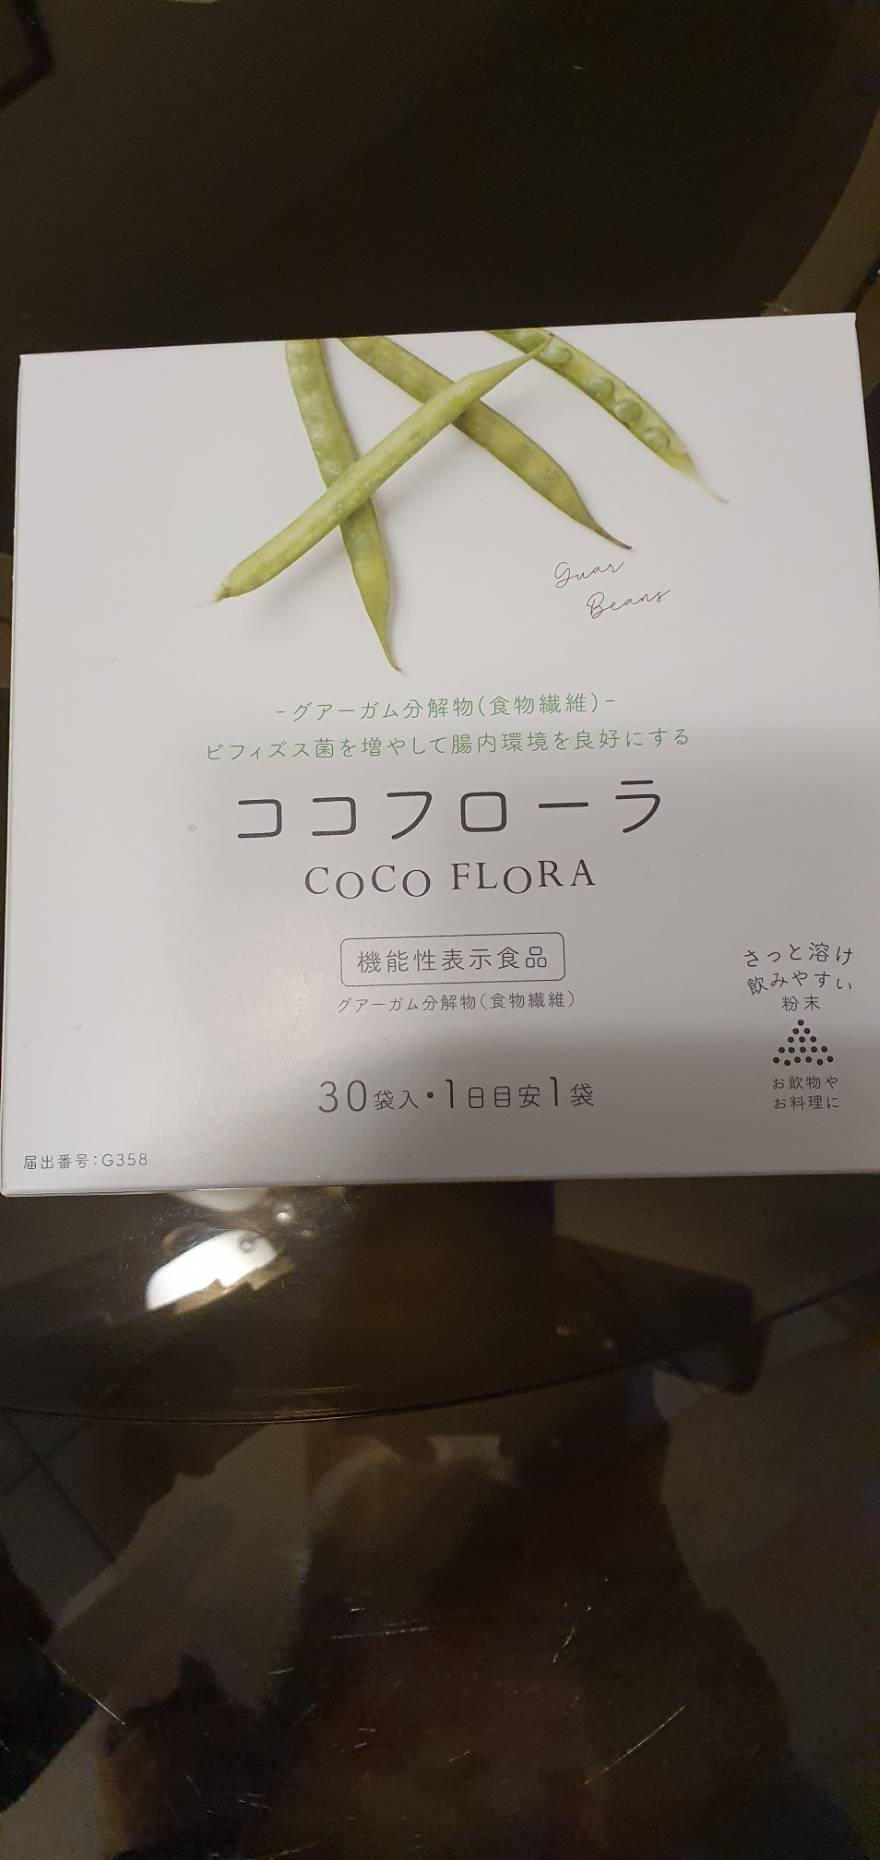 Guar
Beans
-グアーガム分解物(食物繊維)-
ビフィズス菌を増やして腸内環境を良好にする
ココフローラ
COCO FLORA
機能性表示食品
グアーガム分解物(食物繊維)
30袋入・1日目安1袋
さっと溶け
飲みやすい
粉末
お飲物や
お料理に
届出番号:G358